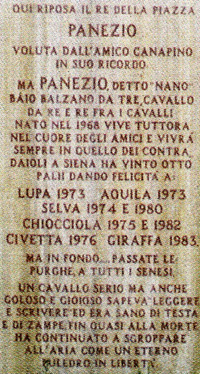 QUI RIPOSA IL RE DELLA PIAZZA
PANEZIO
VOLUTA DALL'AMICO CANAPINO
IN SUO RICORDO.
MA PANEZIO, DETTO "NANO"
BAIO BALZANO DA TRE, CAVALLO
DA RE E RE FRA I CAVALLI
NATO NEL 1968 VIVE TUTTORA
NEL CUORE DEGLI AMICI E VIVRÀ
SEMPRE IN QUELLO DEI CONTRA.
DAIOLI A SIENA HA VINTO OTTO
PALII DANDO FELICITÀ A:
LUPA 1973 AQUILA 1973
SELVA 1974 E 1980
CHIOCCIOLA 1975 E 1982
CIVETTA 1976 GIRAFFA 1983.
MA IN FONDO.... PASSATE LE
PURGHE, A TUTTI I SENESI.
UN CAVALLO SERIO MA ANCHE
GOLOSO E GIOIOSO SAPEVA LEGGERE
E SCRIVERE ED ERA SANO DI TESTA
E DI ZAMPE, FIN QUASI ALLA MORTE
HA CONTINUATO A SGROPPARE
ALL'ARIA COME UN ETERNO
PULEDRO IN LIBERTÀ.